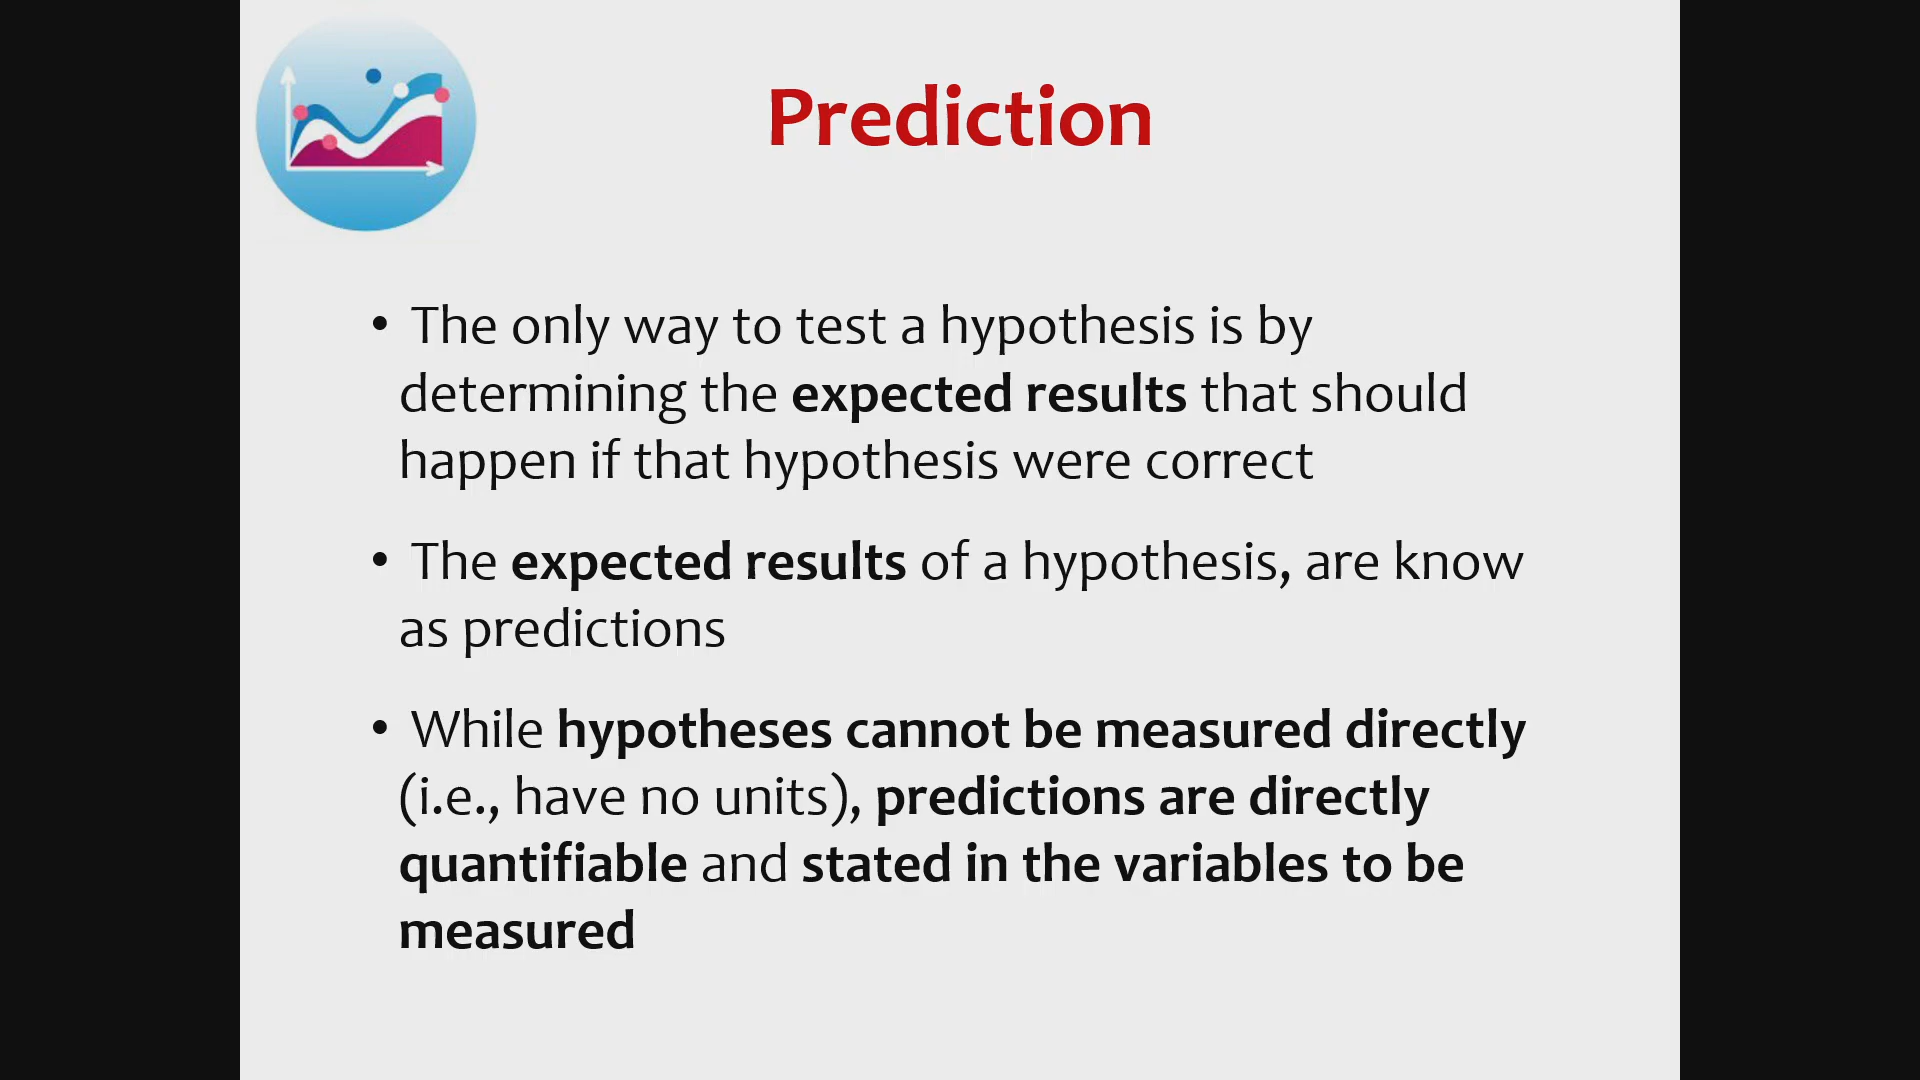 Prediction
• The only way to test a hypothesis is by
determining the expected results that should
happen if that hypothesis were correct
• The expected results of a hypothesis, are know
as predictions
• While hypotheses cannot be measured directly
(i.e., have no units), predictions are directly
quantifiable and stated in the variables to be
measured